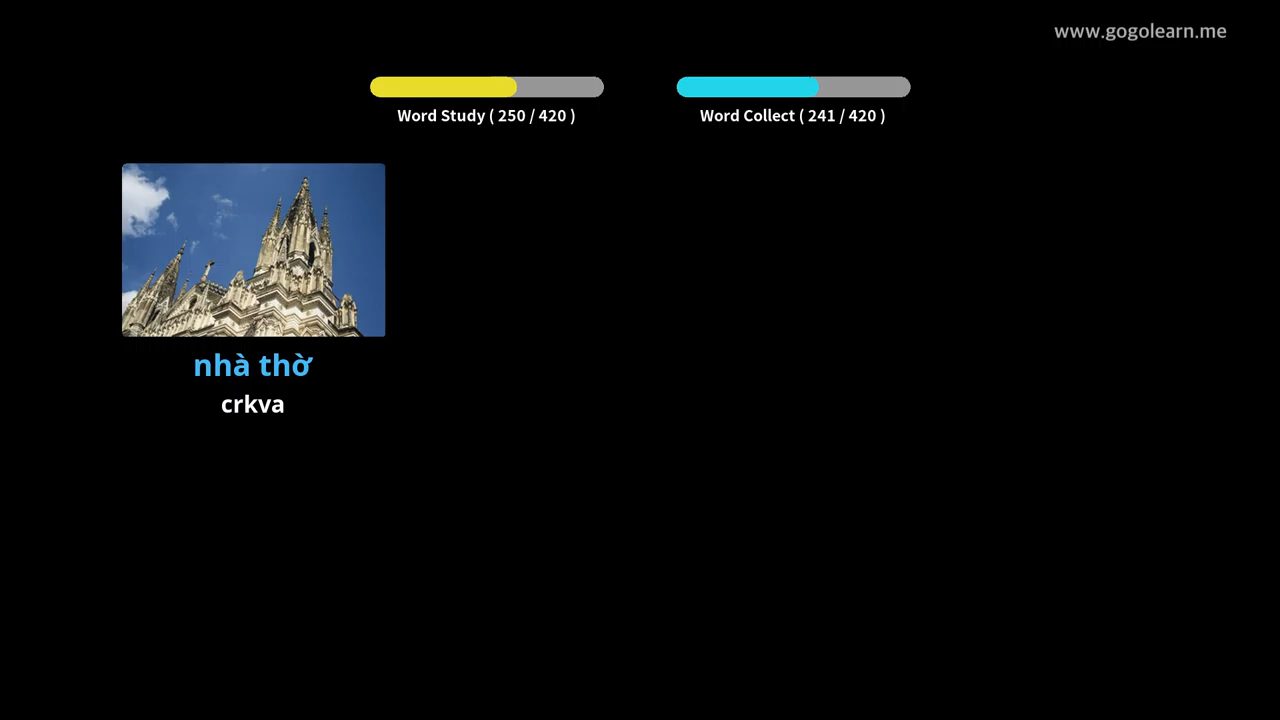 www.gogolearn.me
Word Study ( 250 / 420 )
Word Collect ( 241 / 420 )
nhà thờ
crkva